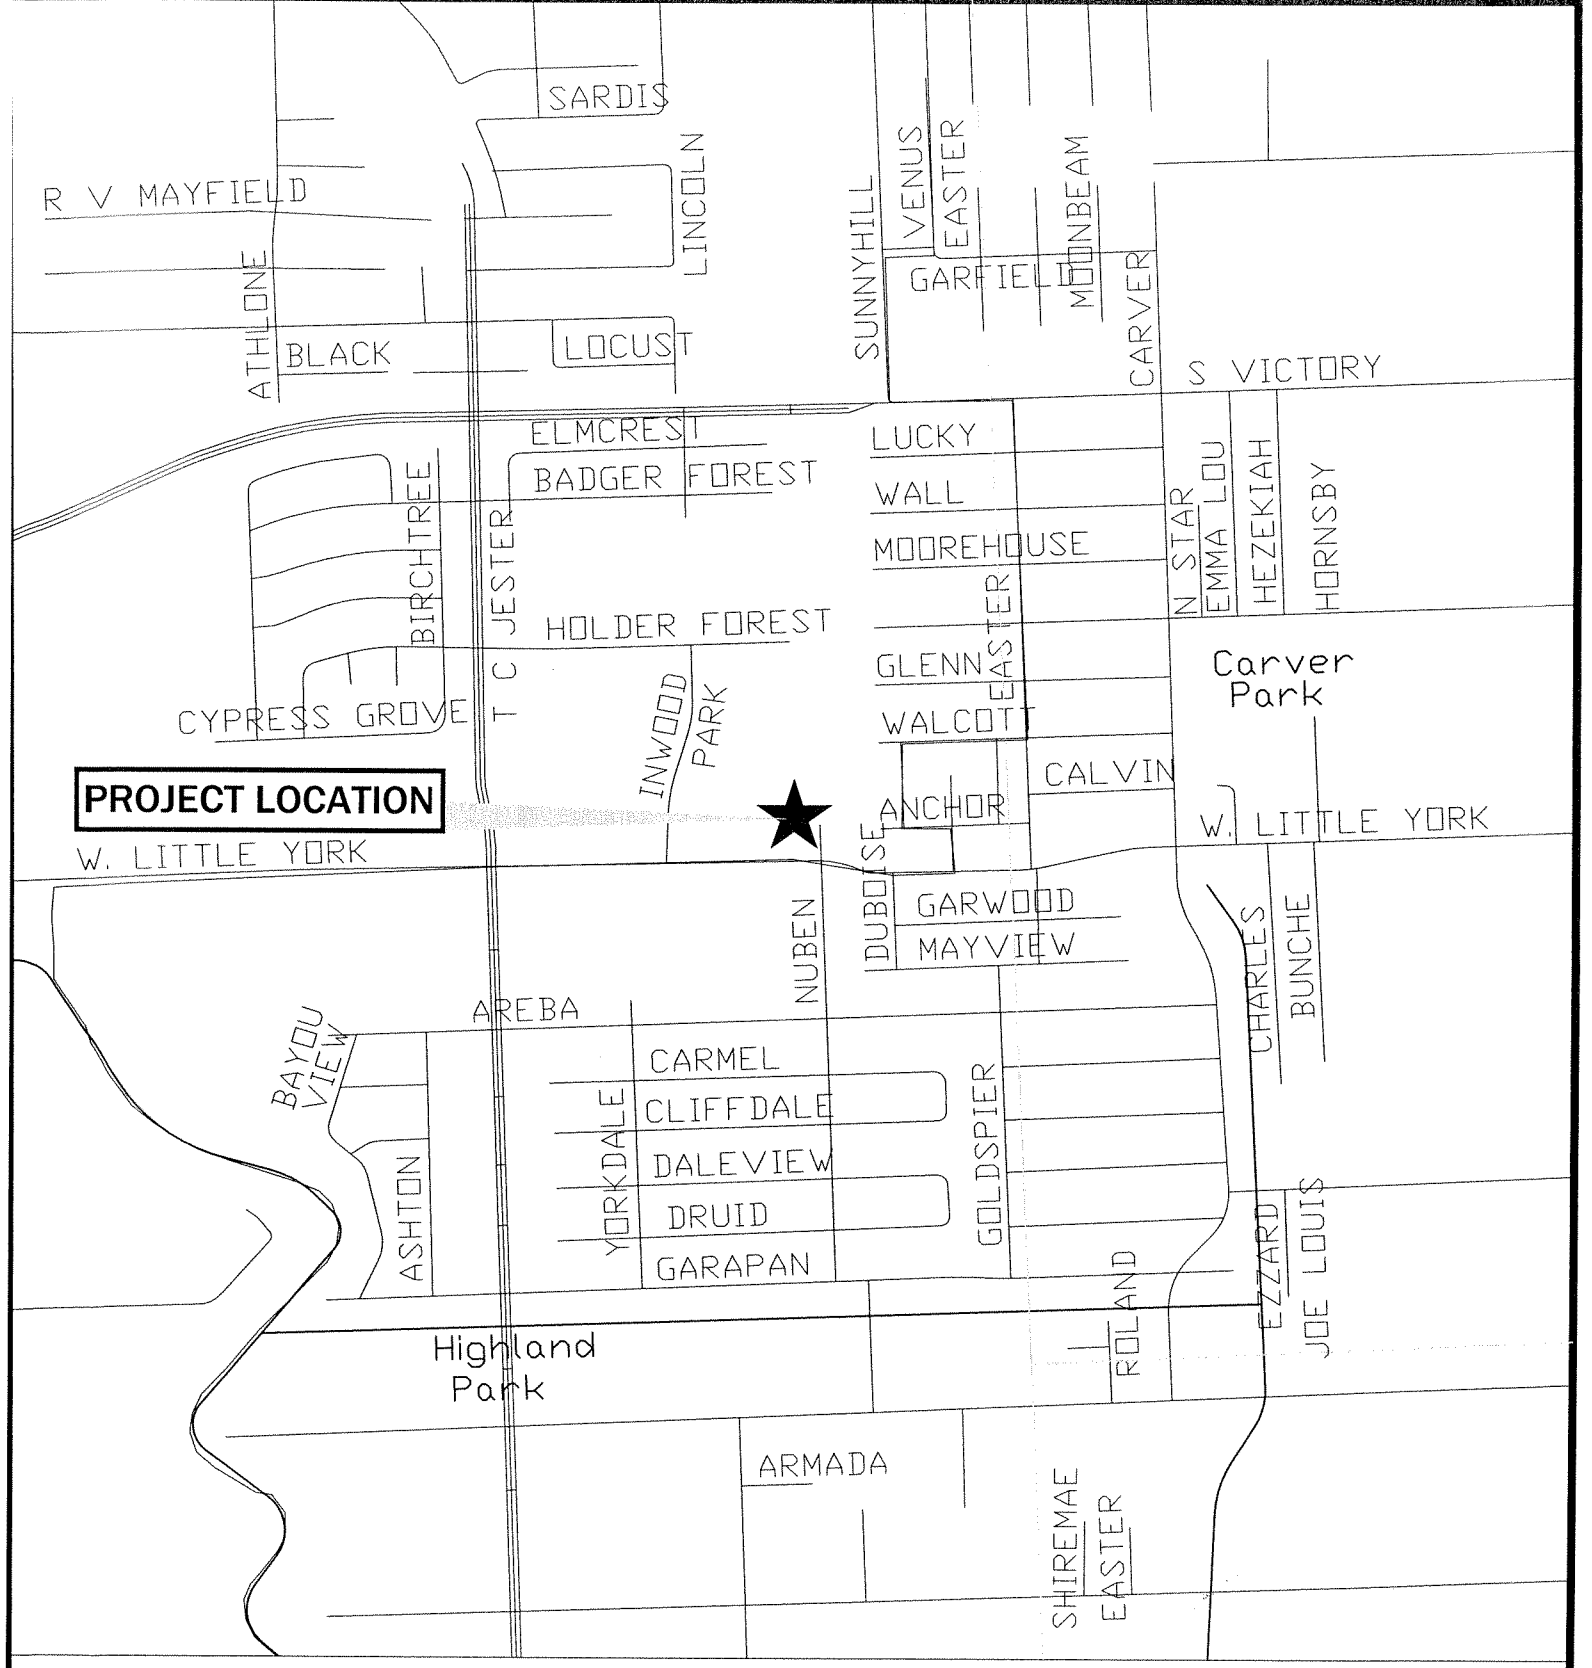 SARDIS
LINCOLN
VENUS
EASTER
MOONBEAM
R V MAYFIELD
SUNNYHILL
ATHLONE
GARFIELD
CARVER
BLACK
LOCUST
S VICTORY
ELMCREST
LUCKY
BADGER FOREST
WALL
BIRCHTREE
T C JESTER
MOOREHOUSE
N STAR
EMMA LOU
HEZEKIAH
HORNSBY
HOLDER FOREST
EASTER
GLENN
Carver
Park
CYPRESS GROVE
INWOOD
PARK
WALCOTT
CALVIN
PROJECT LOCATION
ANCHOR
W. LITTLE YORK
W. LITTLE YORK
DUBOISE
GARWOOD
NUBEN
MAYVIEW
CHARLES
BUNCHE
AREBA
BAYOU
VIEW
CARMEL
CLIFFDALE
YORKDALE
GOLDSPIER
DALEVIEW
ASHTON
DRUID
GARAPAN
EZZARD
JOE LOUIS
ROLAND
Highland
Park
ARMADA
SHIREMAE
EASTER